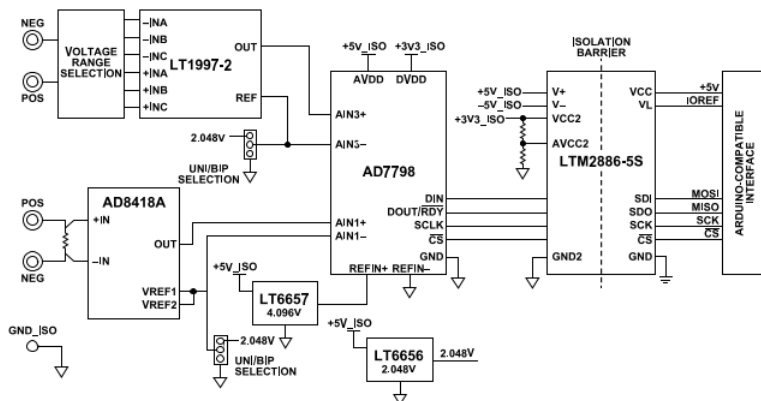 NEG
POS
VOLTAGE
RANGE
SELECTION
–INA
–INB
–INC
+INA
+INB
+INC
LT1997-2
OUT
REF
2.048V
UNI/BIP
SELECTION
+5V_ISO
+3V3_ISO
AVDD
DVDD
AIN3+
AIN3–
AD7798
AIN1+
AIN1–
DIN
DOUT/RDY
SCLK
CS
GND
REFIN+
REFIN–
ISOLATION
BARRIER
+5V_ISO
–5V_ISO
+3V3_ISO
V+
V–
VCC2
AVCC2
LTM2886-5S
GND2
VCC
VL
SDI
SDO
SCK
CS
GND
+5V
IOREF
MOSI
MISO
SCK
CS
ARDUINO-COMPATIBLE
INTERFACE
POS
NEG
AD8418A
+IN
–IN
OUT
VREF1
VREF2
GND_ISO
2.048V
UNI/BIP
SELECTION
+5V_ISO
LT6657
4.096V
+5V_ISO
LT6656
2.048V
2.048V